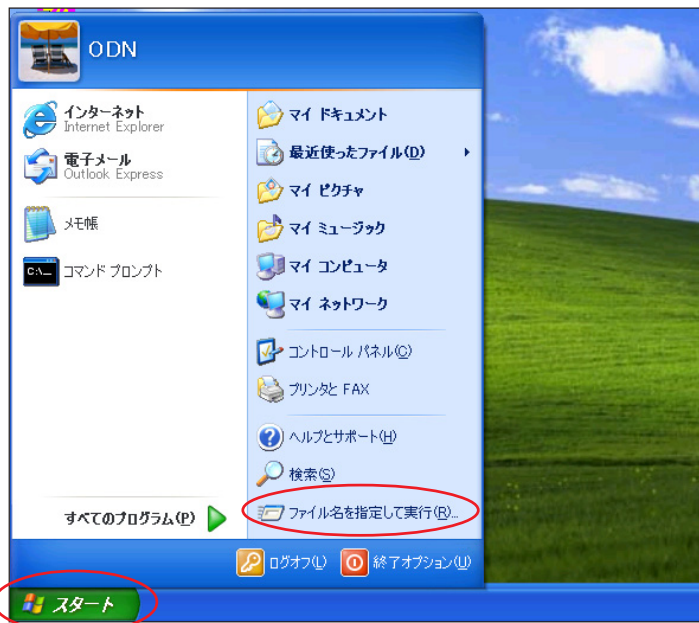 ODN
インターネット
Internet Explorer
電子メール
Outlook Express
メモ帳
C:\_
コマンド プロンプト
すべてのプログラム(P)
マイ ドキュメント
最近使ったファイル(D)
マイ ピクチャ
マイ ミュージック
マイ コンピュータ
マイ ネットワーク
コントロール パネル(C)
プリンタと FAX
ヘルプとサポート(H)
検索(S)
ファイル名を指定して実行(R)...
ログオフ(L)
終了オプション(U)
スタート